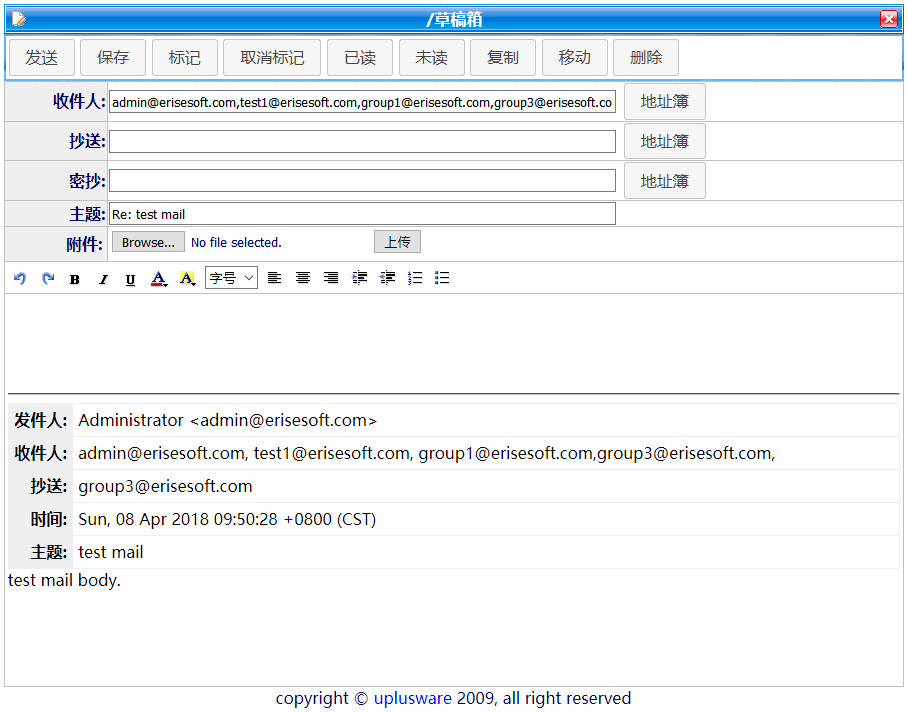 /草稿箱
发送 保存 标记 取消标记 已读 未读 复制 移动 删除
收件人: admin@erisesoft.com,test1@erisesoft.com,group1@erisesoft.com,group3@erisesoft.co 地址簿
抄送: 地址簿
密抄: 地址簿
主题: Re: test mail
附件: Browse... No file selected. 上传
B I U A A 字号
发件人: Administrator <admin@erisesoft.com>
收件人: admin@erisesoft.com, test1@erisesoft.com, group1@erisesoft.com,group3@erisesoft.com,
抄送: group3@erisesoft.com
时间: Sun, 08 Apr 2018 09:50:28 +0800 (CST)
主题: test mail
test mail body.
copyright © uplusware 2009, all right reserved